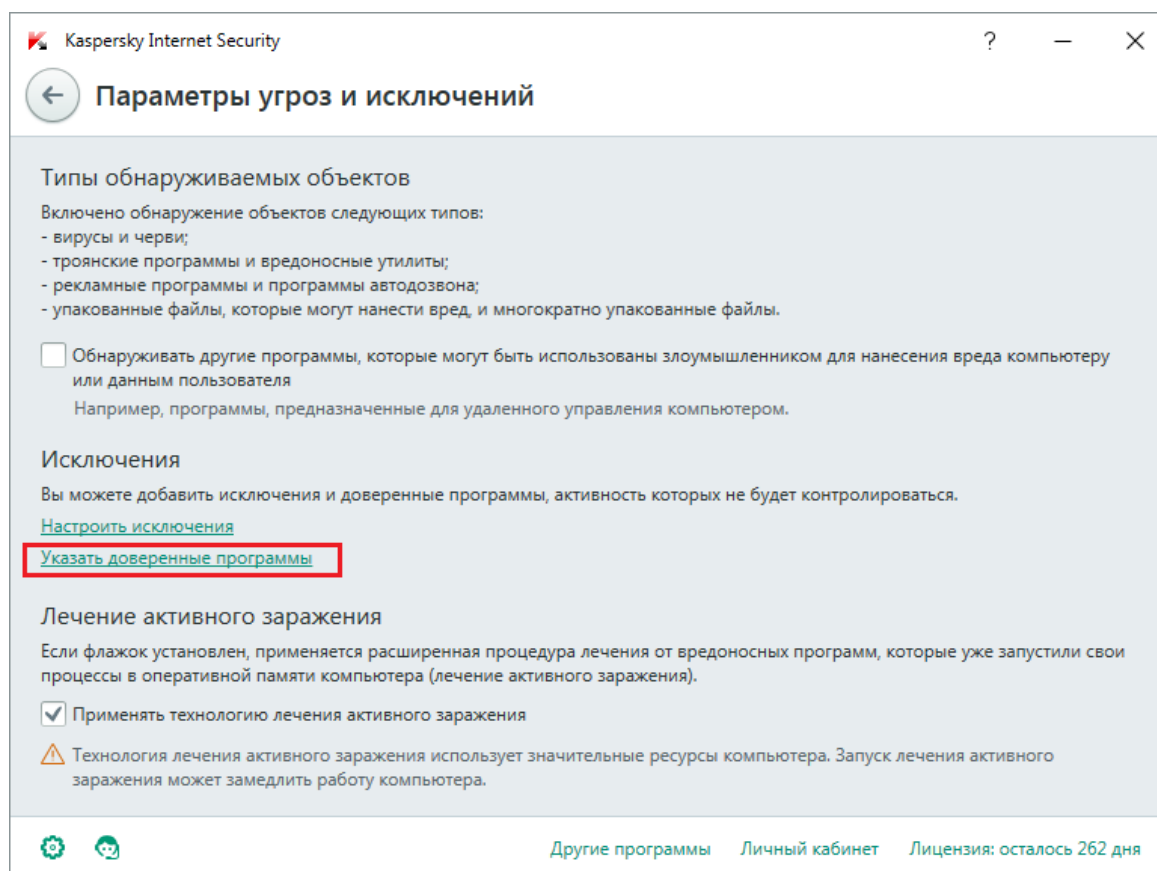 Kaspersky Internet Security
?
Параметры угроз и исключений
Типы обнаруживаемых объектов
Включено обнаружение объектов следующих типов:
- вирусы и черви;
- троянские программы и вредоносные утилиты;
- рекламные программы и программы автодозвона;
- упакованные файлы, которые могут нанести вред, и многократно упакованные файлы.
Обнаруживать другие программы, которые могут быть использованы злоумышленником для нанесения вреда компьютеру
или данным пользователя
Например, программы, предназначенные для удаленного управления компьютером.
Исключения
Вы можете добавить исключения и доверенные программы, активность которых не будет контролироваться.
Настроить исключения
Указать доверенные программы
Лечение активного заражения
Если флажок установлен, применяется расширенная процедура лечения от вредоносных программ, которые уже запустили свои
процессы в оперативной памяти компьютера (лечение активного заражения).
Применять технологию лечения активного заражения
Технология лечения активного заражения использует значительные ресурсы компьютера. Запуск лечения активного
заражения может замедлить работу компьютера.
Другие программы Личный кабинет Лицензия: осталось 262 дня